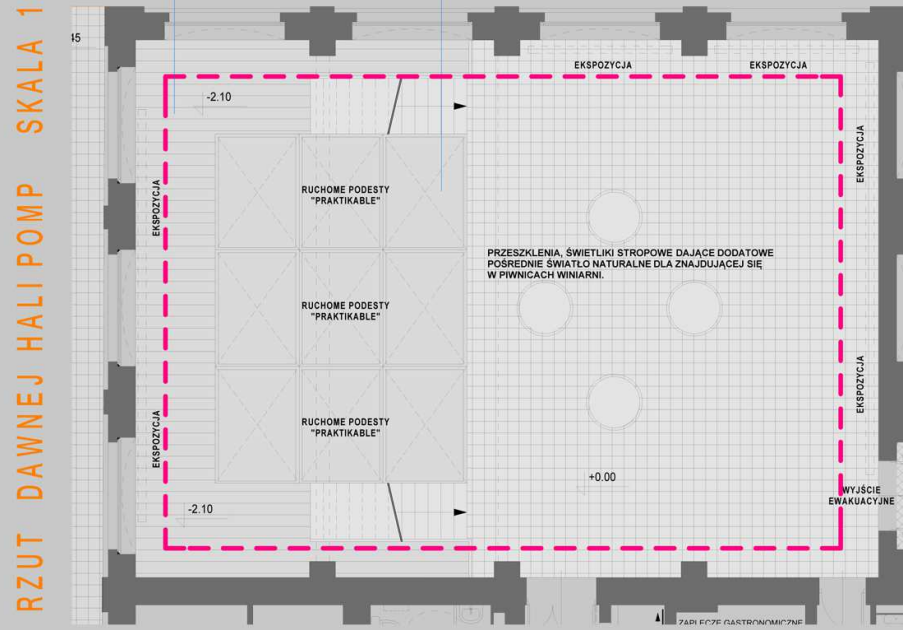 RZUT DAWNEJ HALI POMP SKALA 1
45
EKSPOZYCJA
EKSPOZYCJA
-2.10
EKSPOZYCJA
EKSPOZYCJA
RUCHOME PODESTY
"PRAKTIKABLE"
PRZESZKLENIA, ŚWIETLIKI STROPOWE DAJĄCE DODATOWE
POŚREDNIE ŚWIATŁO NATURALNE DLA ZNAJDUJĄCEJ SIĘ
W PIWNICACH WINIARNI.
RUCHOME PODESTY
"PRAKTIKABLE"
EKSPOZYCJA
EKSPOZYCJA
RUCHOME PODESTY
"PRAKTIKABLE"
+0.00
WYJŚCIE
EWAKUACYJNE
-2.10
ZAPLECZE GASTRONOMICZNE